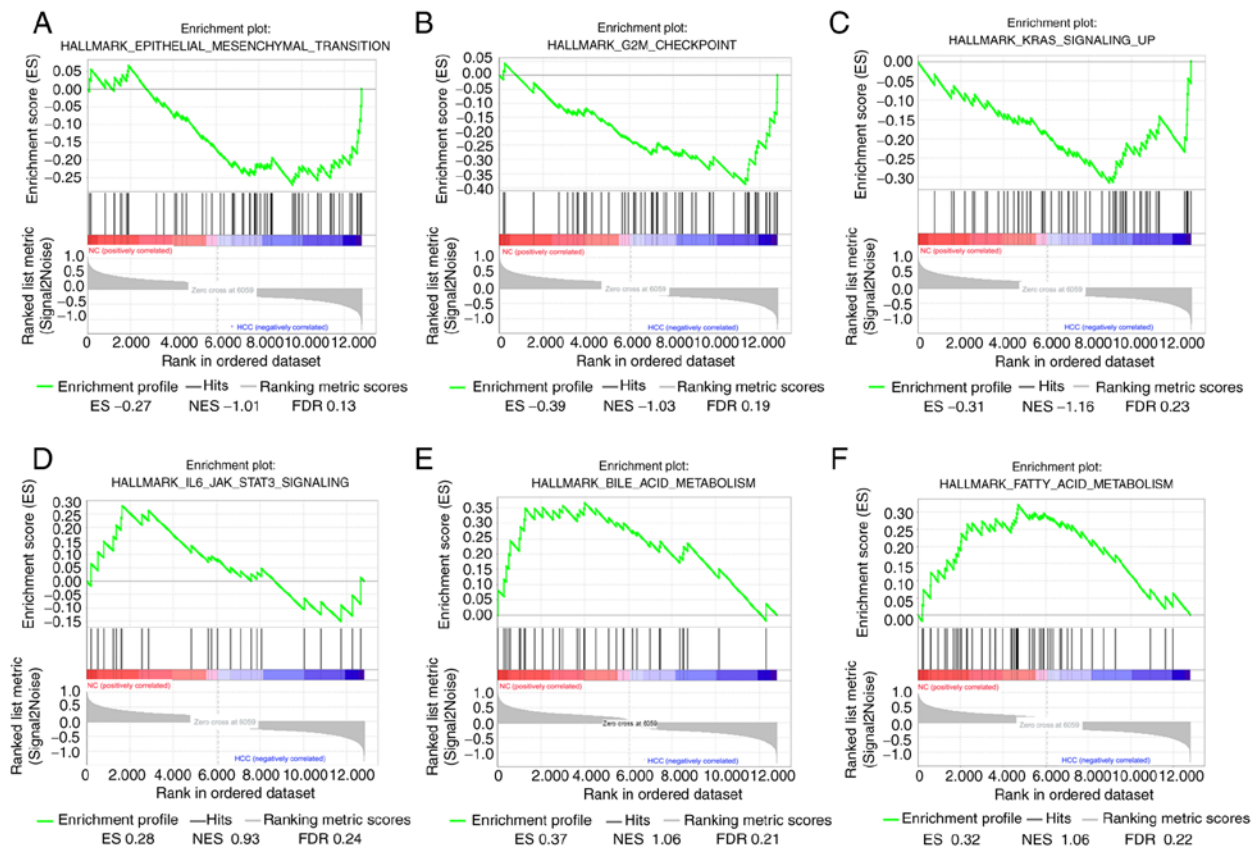 A
Enrichment plot:
HALLMARK_EPITHELIAL_MESENCHYMAL_TRANSITION
Enrichment score (ES)
0.05
0.00
−0.05
−0.10
−0.15
−0.20
−0.25
NC (positively correlated)
Ranked list metric
(Signal2Noise)
1.0
0.5
0.0
−0.5
−1.0
Zero cross at 6059
HCC (negatively correlated)
0 2.000 4.000 6.000 8.000 10.000 12.000
Rank in ordered dataset
Enrichment profile Hits Ranking metric scores
ES −0.27 NES −1.01 FDR 0.13
B
Enrichment plot:
HALLMARK_G2M_CHECKPOINT
Enrichment score (ES)
0.05
−0.00
−0.05
−0.10
−0.15
−0.20
−0.25
−0.30
−0.35
−0.40
NC (positively correlated)
Ranked list metric
(Signal2Noise)
1.0
0.5
0.0
−0.5
−1.0
Zero cross at 6059
HCC (negatively correlated)
0 2.000 4.000 6.000 8.000 10.000 12.000
Rank in ordered dataset
Enrichment profile Hits Ranking metric scores
ES −0.39 NES −1.03 FDR 0.19
C
Enrichment plot:
HALLMARK_KRAS_SIGNALING_UP
Enrichment score (ES)
0.00
−0.05
−0.10
−0.15
−0.20
−0.25
−0.30
NC (positively correlated)
Ranked list metric
(Signal2Noise)
1.0
0.5
0.0
−0.5
−1.0
Zero cross at 6059
HCC (negatively correlated)
0 2.000 4.000 6.000 8.000 10.000 12.000
Rank in ordered dataset
Enrichment profile Hits Ranking metric scores
ES −0.31 NES −1.16 FDR 0.23
D
Enrichment plot:
HALLMARK_IL6_JAK_STAT3_SIGNALING
Enrichment score (ES)
0.30
0.25
0.20
0.15
0.10
0.05
0.00
−0.05
−0.10
−0.15
NC (positively correlated)
Ranked list metric
(Signal2Noise)
1.0
0.5
0.0
−0.5
−1.0
Zero cross at 6059
HCC (negatively correlated)
0 2.000 4.000 6.000 8.000 10.000 12.000
Rank in ordered dataset
Enrichment profile Hits Ranking metric scores
ES 0.28 NES 0.93 FDR 0.24
E
Enrichment plot:
HALLMARK_BILE_ACID_METABOLISM
Enrichment score (ES)
0.35
0.30
0.25
0.20
0.15
0.10
0.05
0.00
NC (positively correlated)
Ranked list metric
(Signal2Noise)
1.0
0.5
0.0
−0.5
−1.0
Zero cross at 6059
HCC (negatively correlated)
0 2.000 4.000 6.000 8.000 10.000 12.000
Rank in ordered dataset
Enrichment profile Hits Ranking metric scores
ES 0.37 NES 1.06 FDR 0.21
F
Enrichment plot:
HALLMARK_FATTY_ACID_METABOLISM
Enrichment score (ES)
0.30
0.25
0.20
0.15
0.10
0.05
0.00
NC (positively correlated)
Ranked list metric
(Signal2Noise)
1.0
0.5
0.0
−0.5
−1.0
Zero cross at 6059
HCC (negatively correlated)
0 2.000 4.000 6.000 8.000 10.000 12.000
Rank in ordered dataset
Enrichment profile Hits Ranking metric scores
ES 0.32 NES 1.06 FDR 0.22